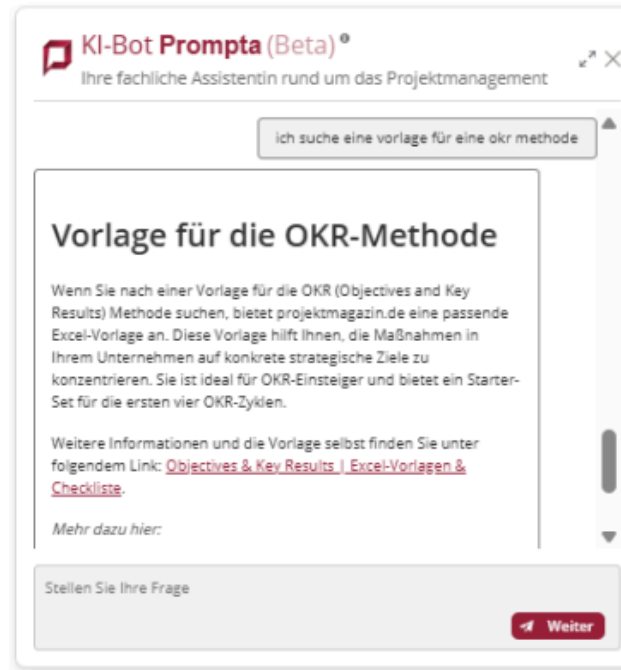 KI-Bot Prompta (Beta)
Ihre fachliche Assistentin rund um das Projektmanagement
ich suche eine vorlage für eine okr methode
Vorlage für die OKR-Methode
Wenn Sie nach einer Vorlage für die OKR (Objectives and Key
Results) Methode suchen, bietet projektmagazin.de eine passende
Excel-Vorlage an. Diese Vorlage hilft Ihnen, die Maßnahmen in
Ihrem Unternehmen auf konkrete strategische Ziele zu
konzentrieren. Sie ist ideal für OKR-Einsteiger und bietet ein Starter-
Set für die ersten vier OKR-Zyklen.
Weitere Informationen und die Vorlage selbst finden Sie unter
folgendem Link: Objectives & Key Results | Excel-Vorlagen &
Checkliste.
Mehr dazu hier:
Stellen Sie Ihre Frage
Weiter